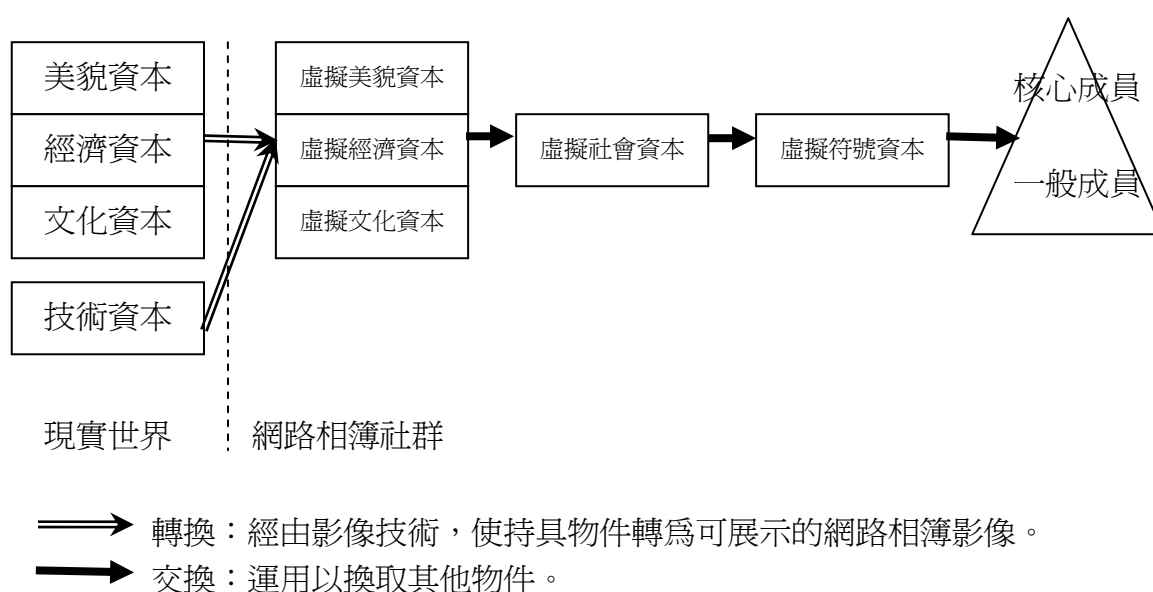 美貌資本
經濟資本
文化資本
技術資本
虛擬美貌資本
虛擬經濟資本
虛擬文化資本
虛擬社會資本
虛擬符號資本
核心成員
一般成員
現實世界
網路相簿社群
轉換：經由影像技術，使持具物件轉為可展示的網路相簿影像。
交換：運用以換取其他物件。